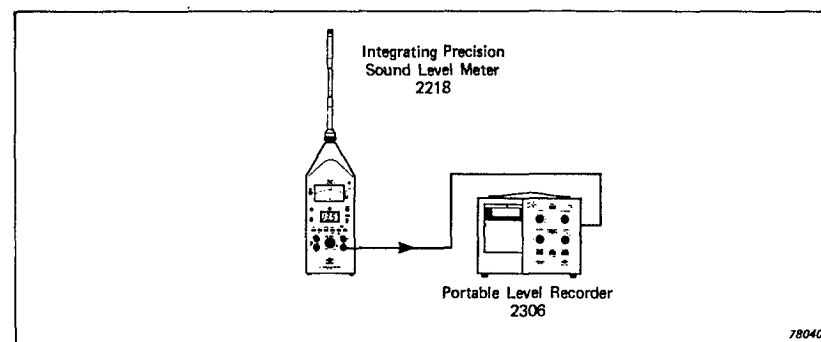 Integrating Precision
Sound Level Meter
2218
Portable Level Recorder
2306
78040